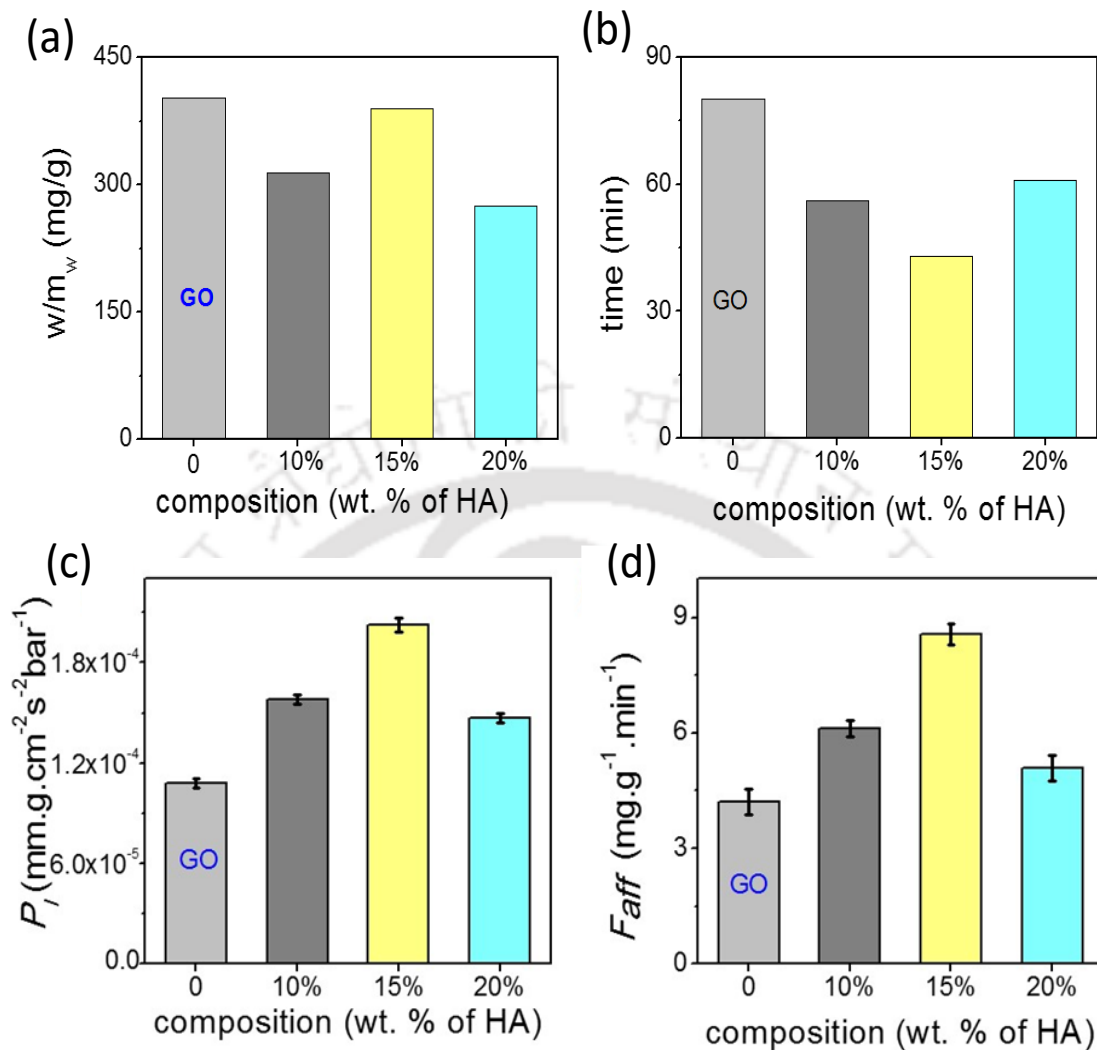 (a)
450
300
150
0
w/m_w (mg/g)
GO
0 10% 15% 20%
composition (wt. % of HA)
(b)
90
60
30
0
time (min)
GO
0 10% 15% 20%
composition (wt. % of HA)
(c)
1.8x10⁻⁴
1.2x10⁻⁴
6.0x10⁻⁵
0.0
P_l (mm.g.cm⁻²s⁻²bar⁻¹)
GO
0 10% 15% 20%
composition (wt. % of HA)
(d)
9
6
3
0
F_aff (mg.g⁻¹.min⁻¹)
GO
0 10% 15% 20%
composition (wt. % of HA)